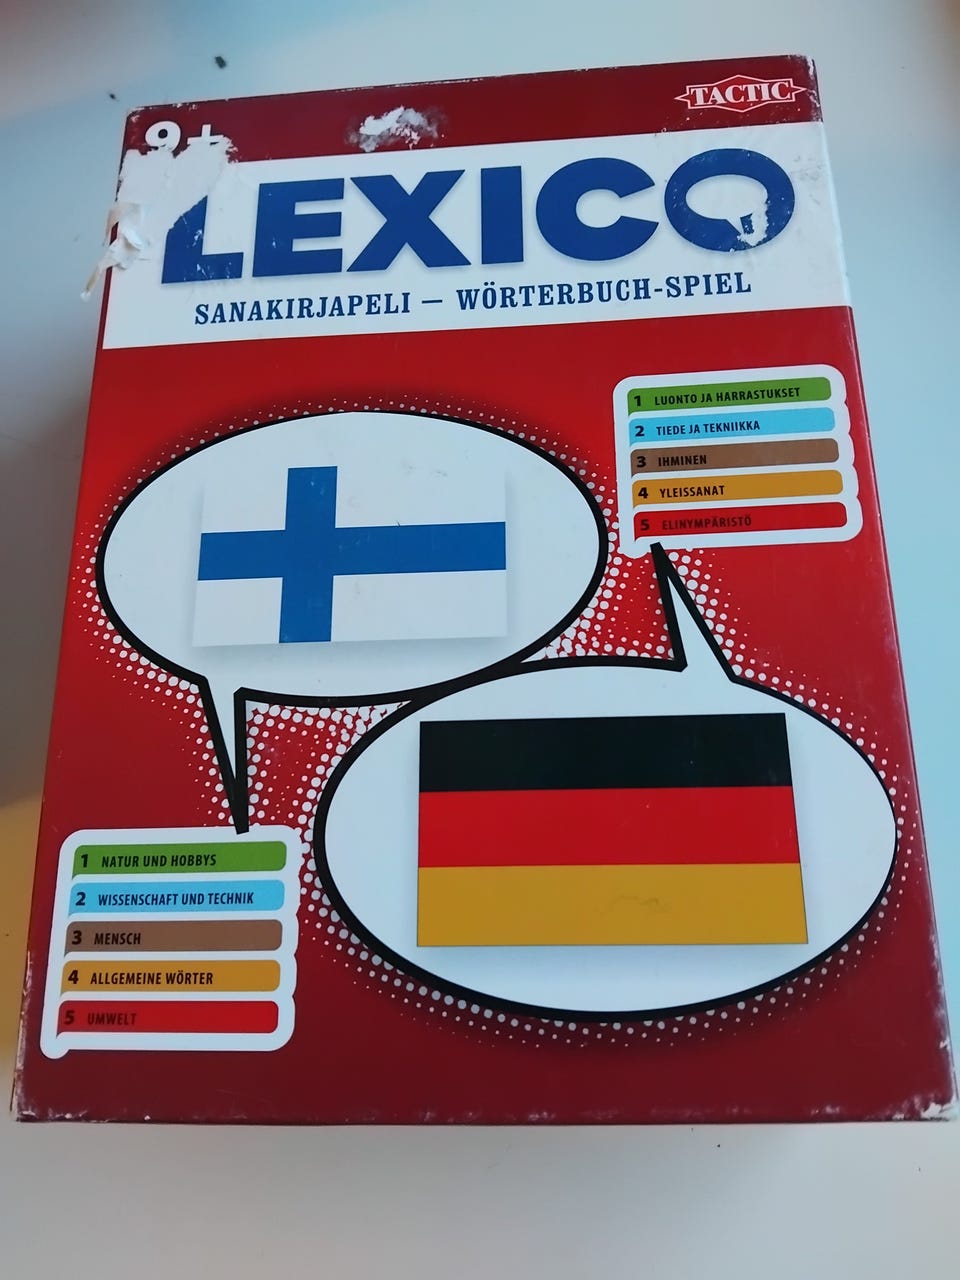 TACTIC
9+
LEXICO
SANAKIRJAPELI – WÖRTERBUCH-SPIEL
1 LUONTO JA HARRASTUKSET
2 TIEDE JA TEKNIIKKA
3 IHMINEN
4 YLEISSANAT
5 ELINYMPÄRISTÖ
1 NATUR UND HOBBYS
2 WISSENSCHAFT UND TECHNIK
3 MENSCH
4 ALLGEMEINE WÖRTER
5 UMWELT